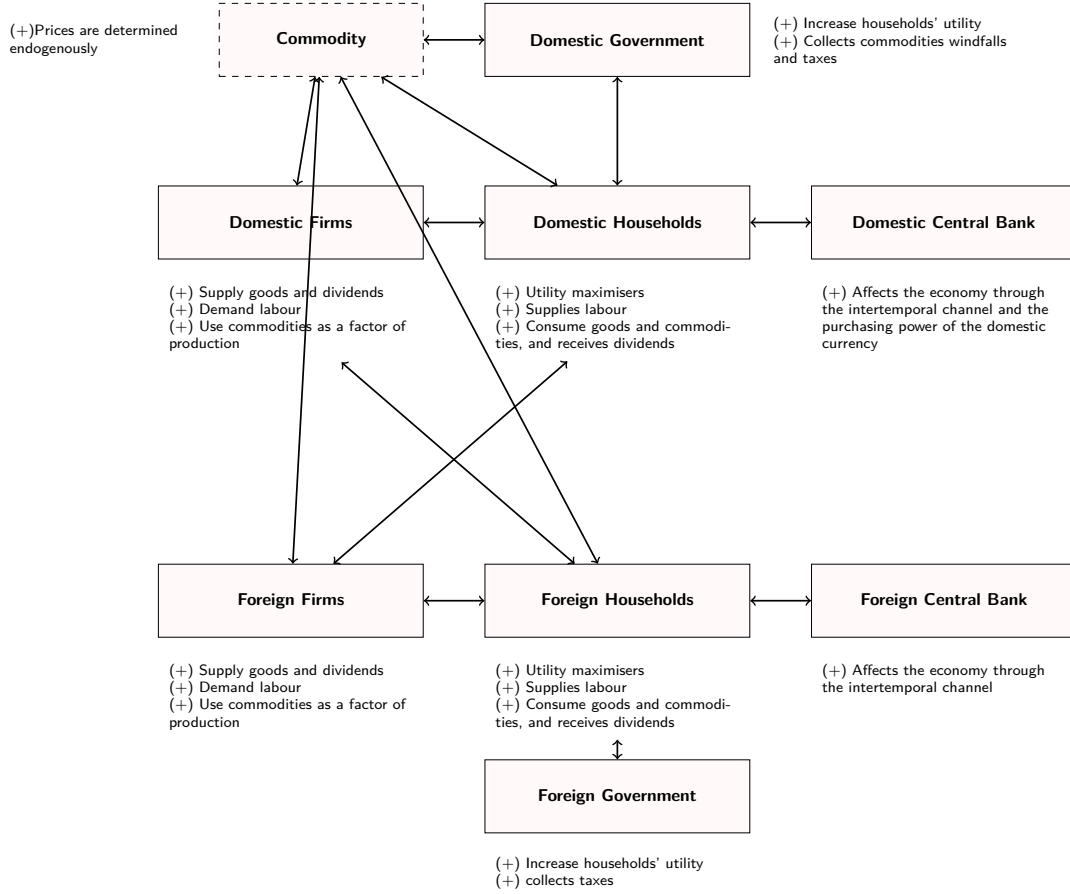 (+)Prices are determined
endogenously
Commodity
Domestic Government
(+) Increase households' utility
(+) Collects commodities windfalls
and taxes
Domestic Firms
Domestic Households
Domestic Central Bank
(+) Supply goods and dividends
(+) Demand labour
(+) Use commodities as a factor of
production
(+) Utility maximisers
(+) Supplies labour
(+) Consume goods and commodi-
ties, and receives dividends
(+) Affects the economy through
the intertemporal channel and the
purchasing power of the domestic
currency
Foreign Firms
Foreign Households
Foreign Central Bank
(+) Supply goods and dividends
(+) Demand labour
(+) Use commodities as a factor of
production
(+) Utility maximisers
(+) Supplies labour
(+) Consume goods and commodi-
ties, and receives dividends
(+) Affects the economy through
the intertemporal channel
Foreign Government
(+) Increase households' utility
(+) collects taxes